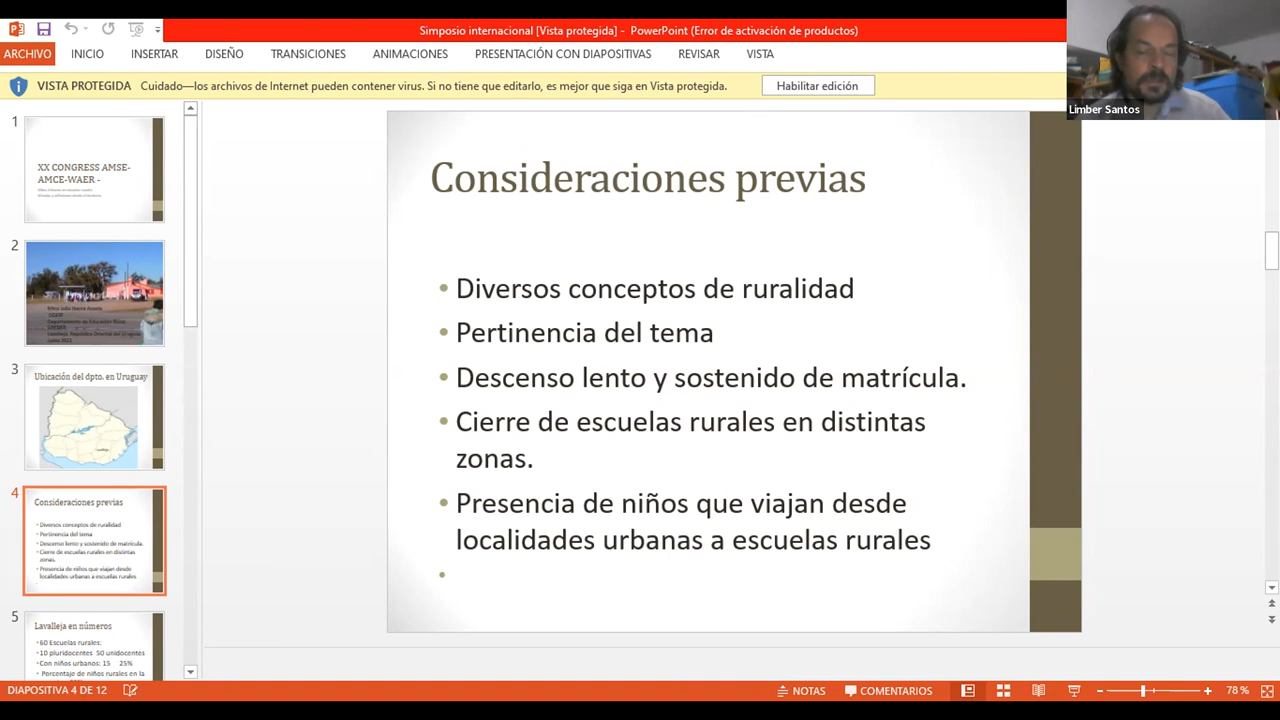 Simposio internacional [Vista protegida] - PowerPoint (Error de activación de productos)
ARCHIVO INICIO INSERTAR DISEÑO TRANSICIONES ANIMACIONES PRESENTACIÓN CON DIAPOSITIVAS REVISAR VISTA
VISTA PROTEGIDA Cuidado—los archivos de Internet pueden contener virus. Si no tiene que editarlo, es mejor que siga en Vista protegida. Habilitar edición
Limber Santos
1
XX CONGRESS AMSE-
AMCE-WAER -
2
3
Ubicación del dpto. en Uruguay
4
Consideraciones previas
•Diversos conceptos de ruralidad
•Pertinencia del tema
•Descenso lento y sostenido de matrícula.
•Cierre de escuelas rurales en distintas
zonas.
•Presencia de niños que viajan desde
localidades urbanas a escuelas rurales
5
Lavalleja en números
•60 Escuelas rurales:
•10 pluridocentes 50 unidocentes
•Con niños urbanos: 15 25%
•Porcentaje de niños rurales en la
Consideraciones previas
• Diversos conceptos de ruralidad
• Pertinencia del tema
• Descenso lento y sostenido de matrícula.
• Cierre de escuelas rurales en distintas
zonas.
• Presencia de niños que viajan desde
localidades urbanas a escuelas rurales
•
DIAPOSITIVA 4 DE 12 NOTAS COMENTARIOS 78 %